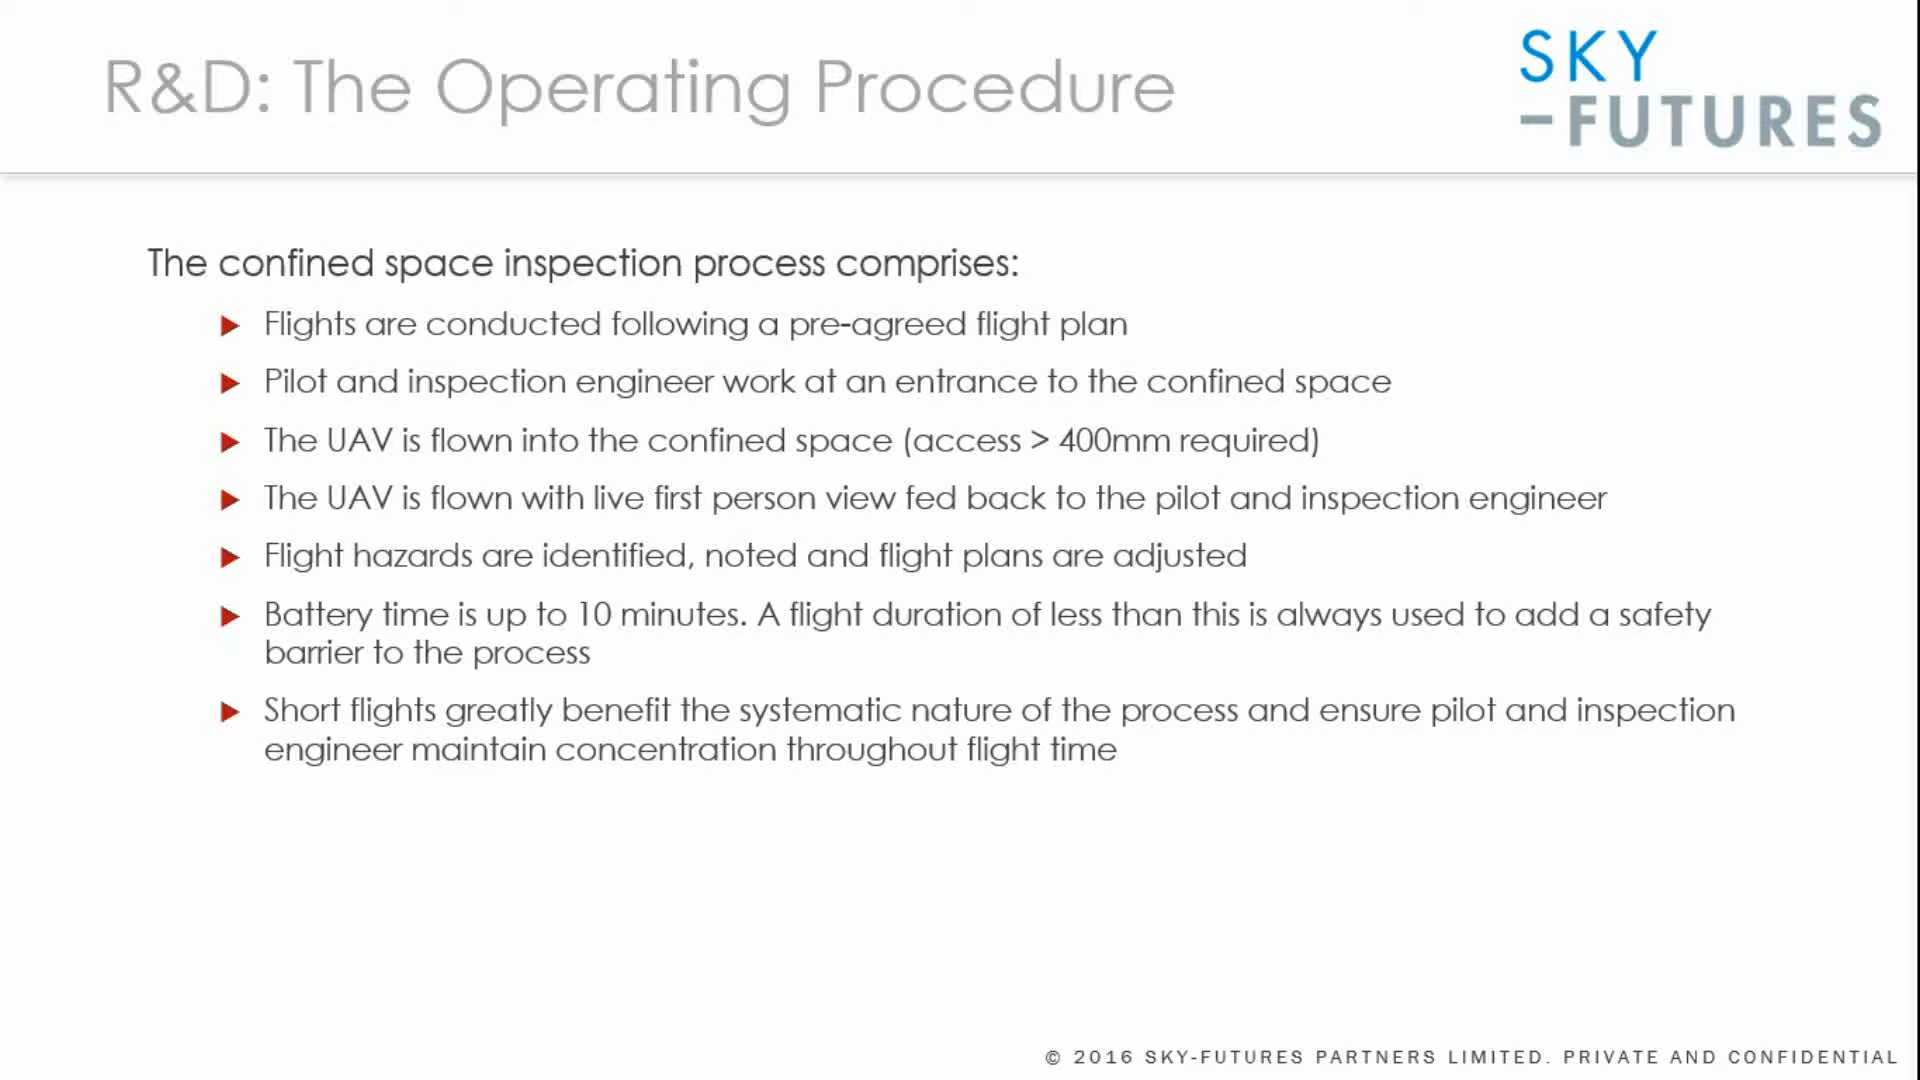 R&D: The Operating Procedure
SKY
-FUTURES
The confined space inspection process comprises:
Flights are conducted following a pre-agreed flight plan
Pilot and inspection engineer work at an entrance to the confined space
The UAV is flown into the confined space (access > 400mm required)
The UAV is flown with live first person view fed back to the pilot and inspection engineer
Flight hazards are identified, noted and flight plans are adjusted
Battery time is up to 10 minutes. A flight duration of less than this is always used to add a safety
barrier to the process
Short flights greatly benefit the systematic nature of the process and ensure pilot and inspection
engineer maintain concentration throughout flight time
© 2016 SKY-FUTURES PARTNERS LIMITED. PRIVATE AND CONFIDENTIAL